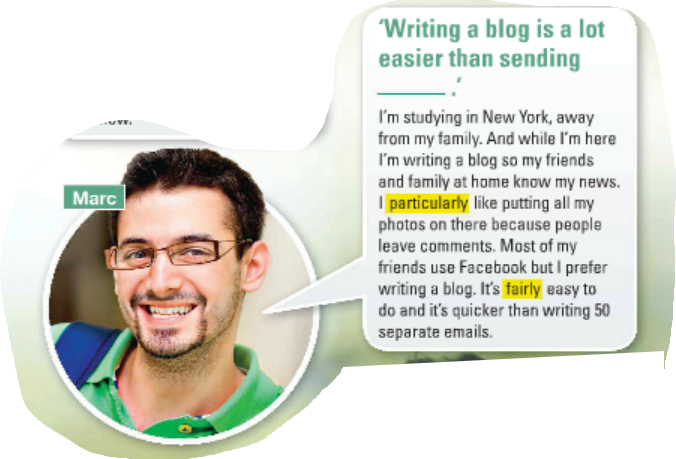 'Writing a blog is a lot
easier than sending
________ .'
I'm studying in New York, away
from my family. And while I'm here
I'm writing a blog so my friends
and family at home know my news.
I particularly like putting all my
photos on there because people
leave comments. Most of my
friends use Facebook but I prefer
writing a blog. It's fairly easy to
do and it's quicker than writing 50
separate emails.
Marc